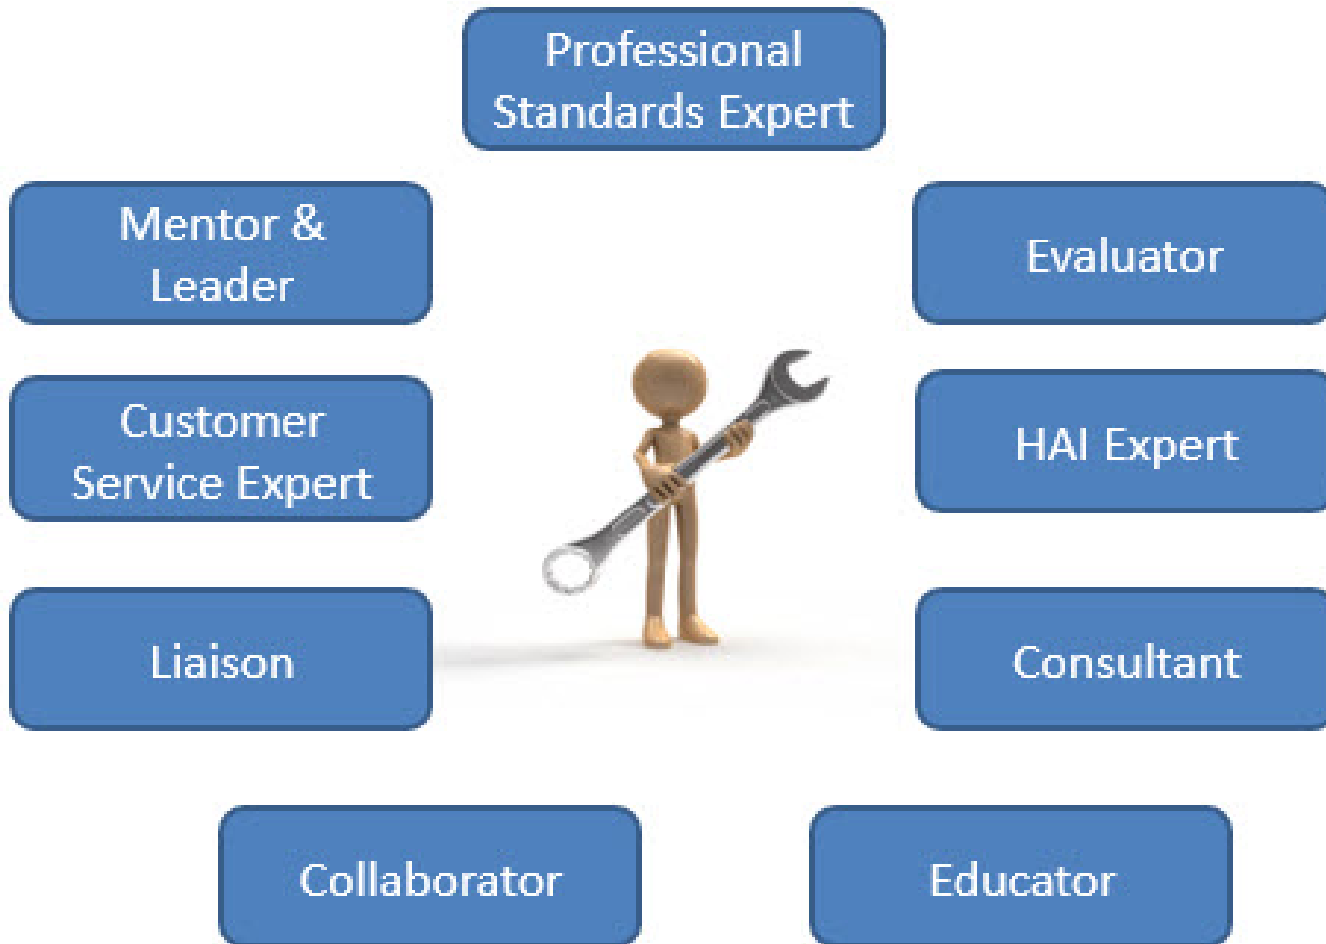 Professional
Standards Expert
Mentor &
Leader
Evaluator
Customer
Service Expert
HAI Expert
Liaison
Consultant
Collaborator
Educator